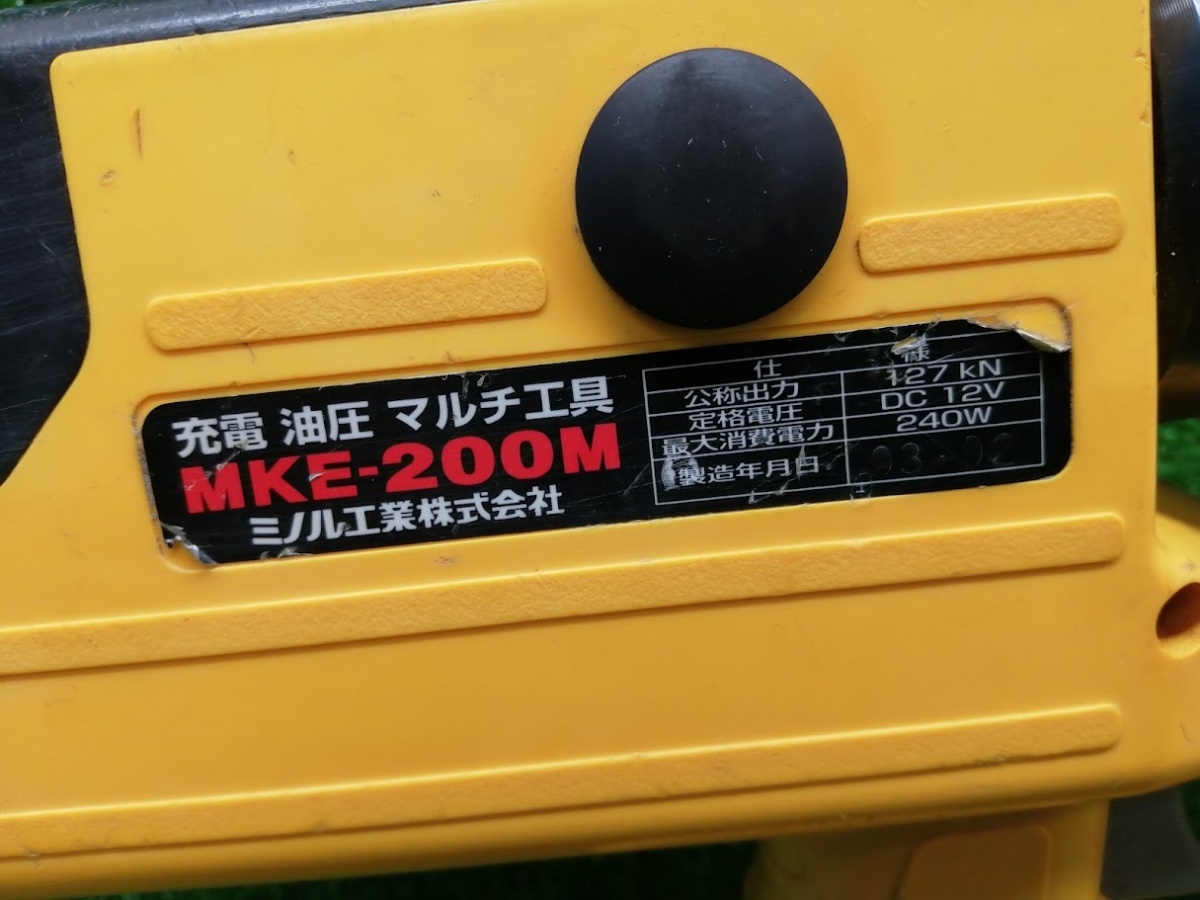 充電 油圧 マルチ工具
MKE-200M
ミノル工業株式会社
仕 様
公称出力 127 kN
定格電圧 DC 12V
最大消費電力 240W
製造年月日